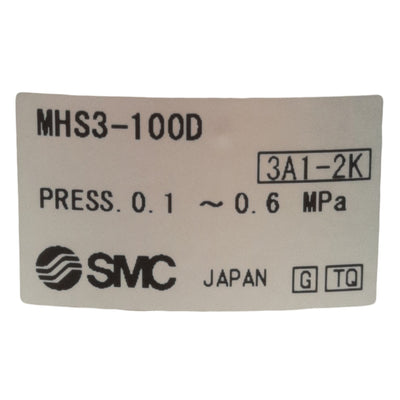 MHS3-100D
3A1-2K
PRESS. 0.1 ~ 0.6 MPa
SMC JAPAN G TQ